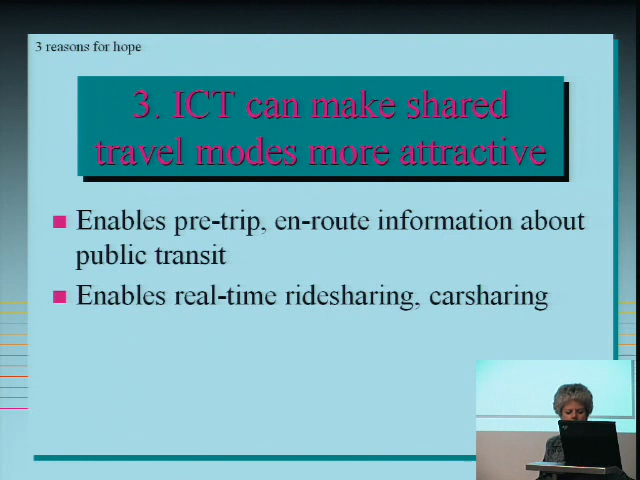 3 reasons for hope
3. ICT can make shared
travel modes more attractive
■ Enables pre-trip, en-route information about
public transit
■ Enables real-time ridesharing, carsharing